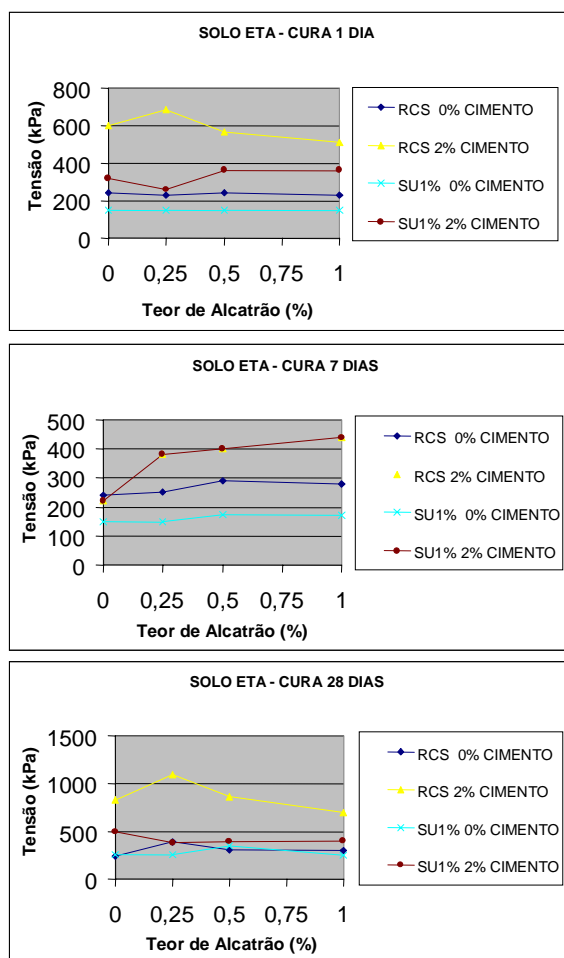 SOLO ETA - CURA 1 DIA
800
600
400
200
0
Tensão (kPa)
0 0,25 0,5 0,75 1
Teor de Alcatrão (%)
RCS 0% CIMENTO
RCS 2% CIMENTO
SU1% 0% CIMENTO
SU1% 2% CIMENTO
SOLO ETA - CURA 7 DIAS
500
400
300
200
100
0
Tensão (kPa)
0 0,25 0,5 0,75 1
Teor de Alcatrão (%)
RCS 0% CIMENTO
RCS 2% CIMENTO
SU1% 0% CIMENTO
SU1% 2% CIMENTO
SOLO ETA - CURA 28 DIAS
1500
1000
500
0
Tensão (kPa)
0 0,25 0,5 0,75 1
Teor de Alcatrão (%)
RCS 0% CIMENTO
RCS 2% CIMENTO
SU1% 0% CIMENTO
SU1% 2% CIMENTO